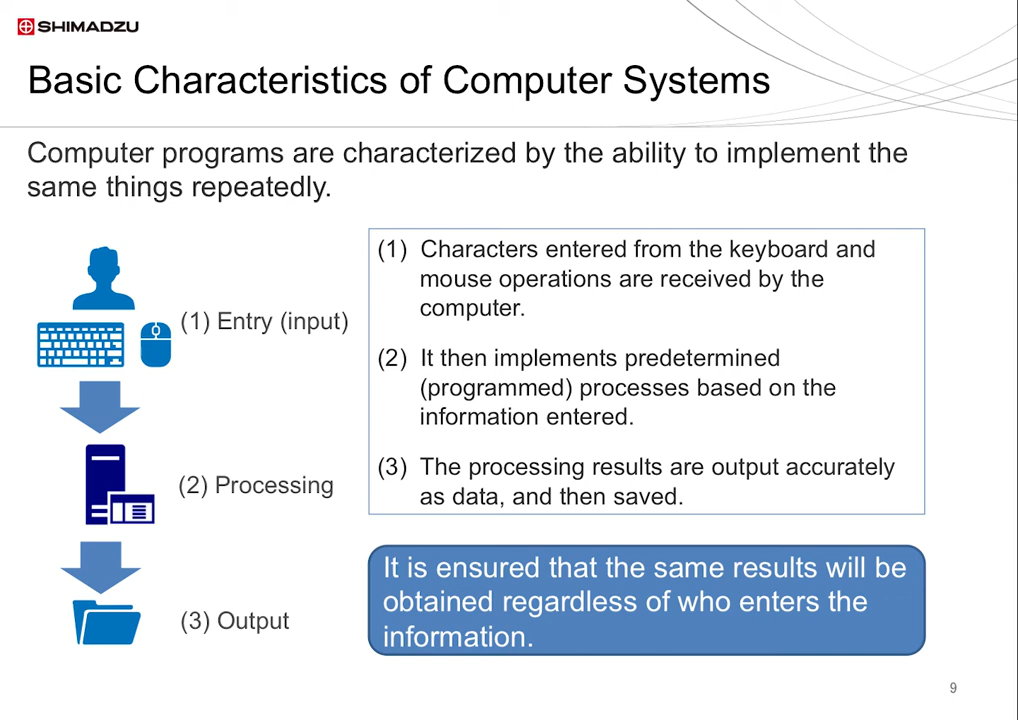 SHIMADZU
Basic Characteristics of Computer Systems
Computer programs are characterized by the ability to implement the
same things repeatedly.
(1) Entry (input)
(2) Processing
(3) Output
(1) Characters entered from the keyboard and
mouse operations are received by the
computer.
(2) It then implements predetermined
(programmed) processes based on the
information entered.
(3) The processing results are output accurately
as data, and then saved.
It is ensured that the same results will be
obtained regardless of who enters the
information.
9